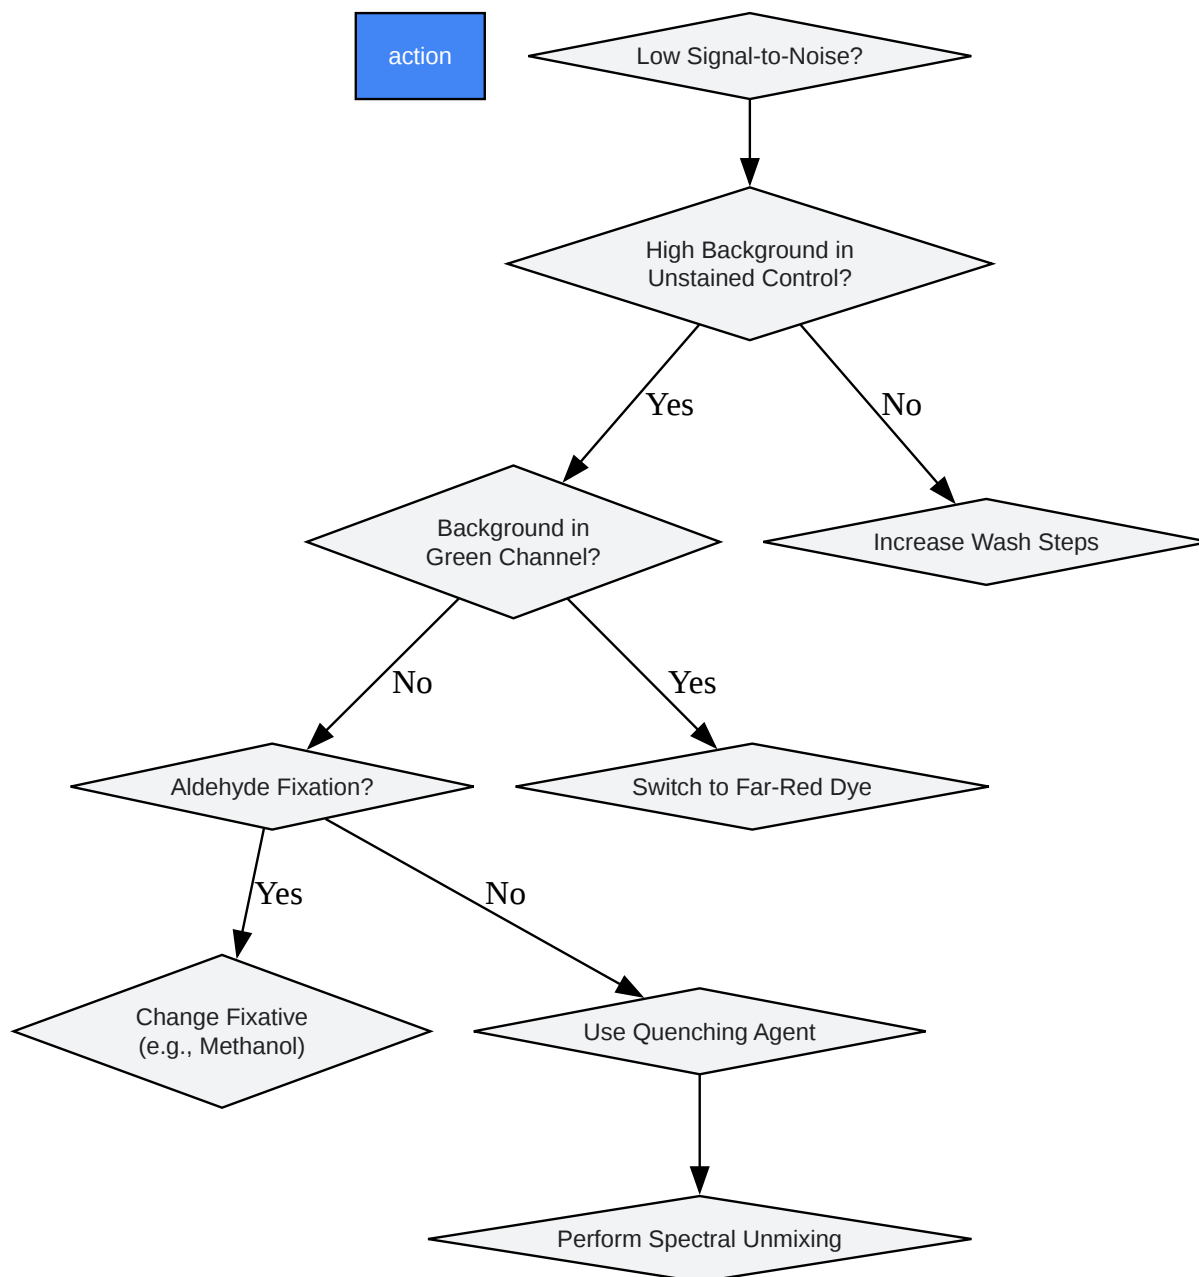 action
Low Signal-to-Noise?
High Background in
Unstained Control?
Yes
No
Background in
Green Channel?
Increase Wash Steps
No
Yes
Aldehyde Fixation?
Switch to Far-Red Dye
Yes
No
Change Fixative
(e.g., Methanol)
Use Quenching Agent
Perform Spectral Unmixing